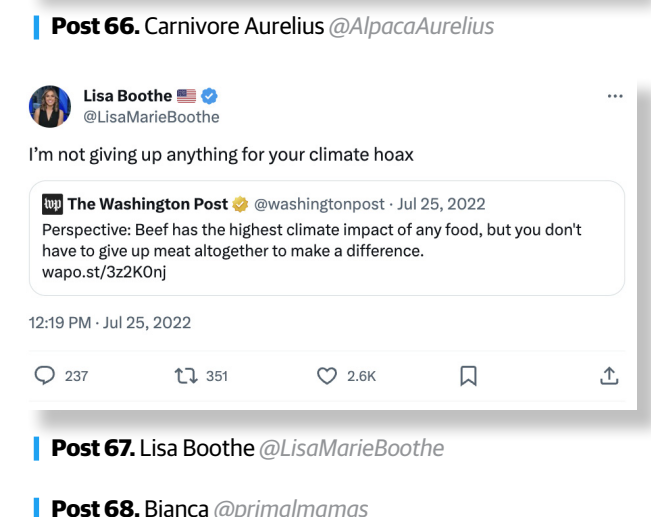 Post 66. Carnivore Aurelius @AlpacaAurelius
Lisa Boothe 🇺🇸
@LisaMarieBoothe
I'm not giving up anything for your climate hoax
wp The Washington Post @washingtonpost · Jul 25, 2022
Perspective: Beef has the highest climate impact of any food, but you don't
have to give up meat altogether to make a difference.
wapo.st/3z2K0nj
12:19 PM · Jul 25, 2022
237 351 2.6K
Post 67. Lisa Boothe @LisaMarieBoothe
Post 68. Bianca @primalmamas